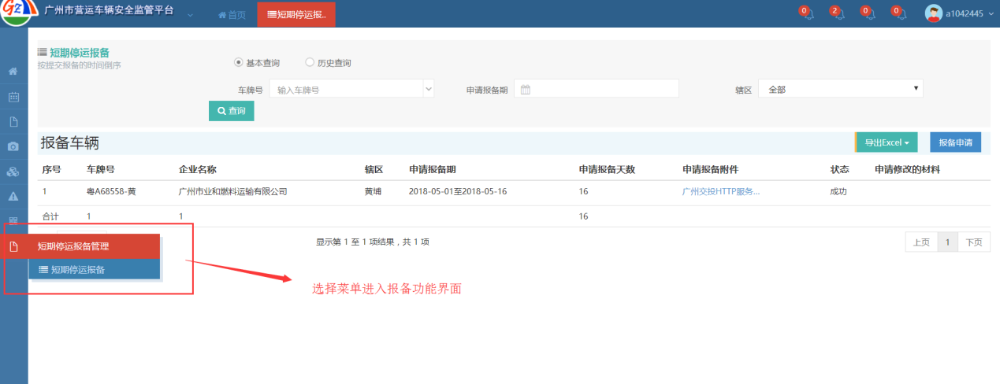 广州市营运车辆安全监管平台 首页 短期停运报.. 0 2 0 0 a1042445
短期停运报备
按提交报备的时间倒序
基本查询 历史查询
车牌号 输入车牌号 申请报备期 辖区 全部
查询
报备车辆 导出Excel 报备申请
序号 车牌号 企业名称 辖区 申请报备期 申请报备天数 申请报备附件 状态 申请修改的材料
1 粤A68558-黄 广州市业和燃料运输有限公司 黄埔 2018-05-01至2018-05-16 16 广州交投HTTP服务... 成功
合计 1 1 16
显示第 1 至 1 项结果，共 1 项 上页 1 下页
短期停运报备管理
短期停运报备
选择菜单进入报备功能界面